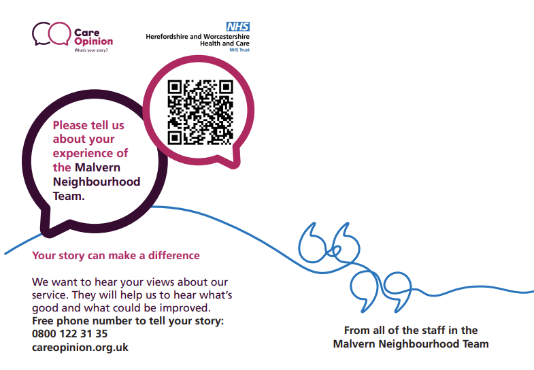 Care
Opinion
What's your story?
NHS
Herefordshire and Worcestershire
Health and Care
NHS Trust
Please tell us
about your
experience of
the Malvern
Neighbourhood
Team.
Your story can make a difference
We want to hear your views about our
service. They will help us to hear what's
good and what could be improved.
Free phone number to tell your story:
0800 122 31 35
careopinion.org.uk
From all of the staff in the
Malvern Neighbourhood Team